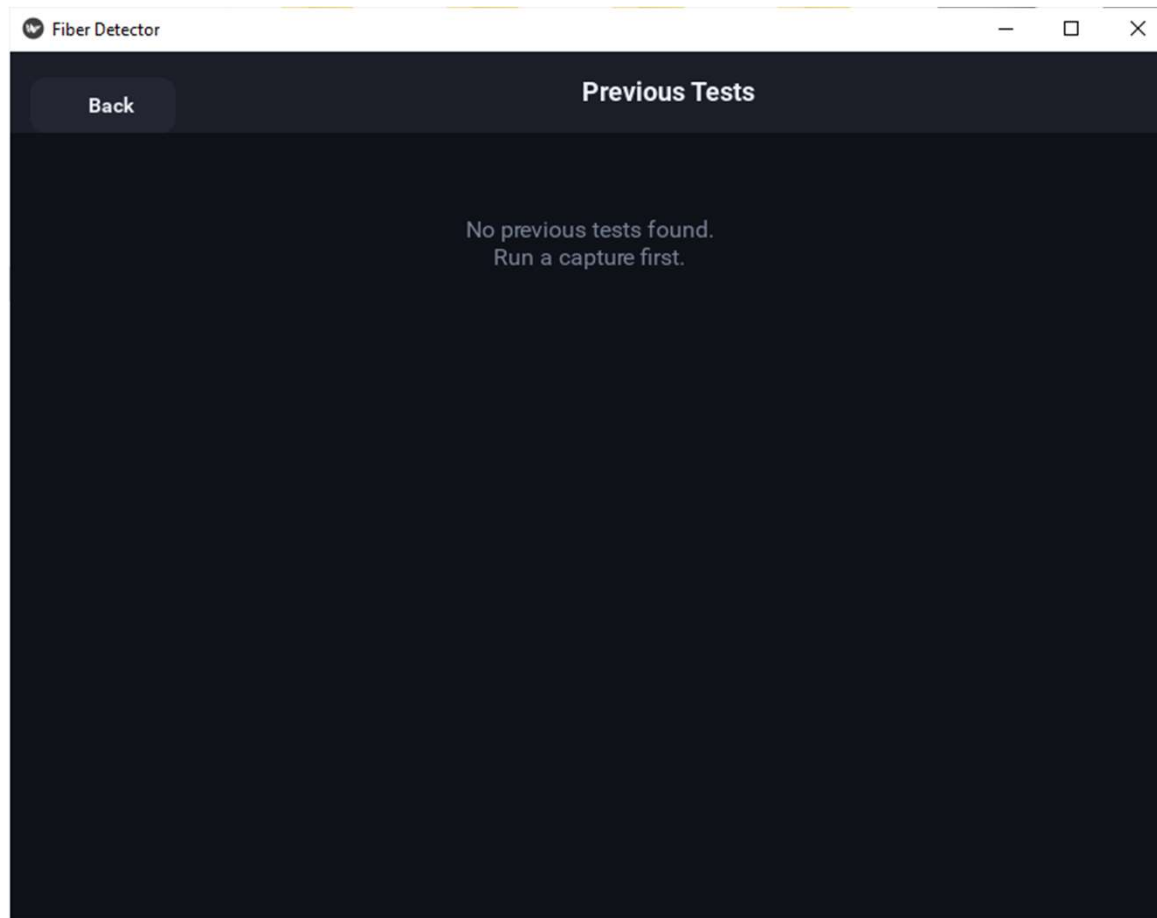 Fiber Detector
Back
Previous Tests
No previous tests found.
Run a capture first.